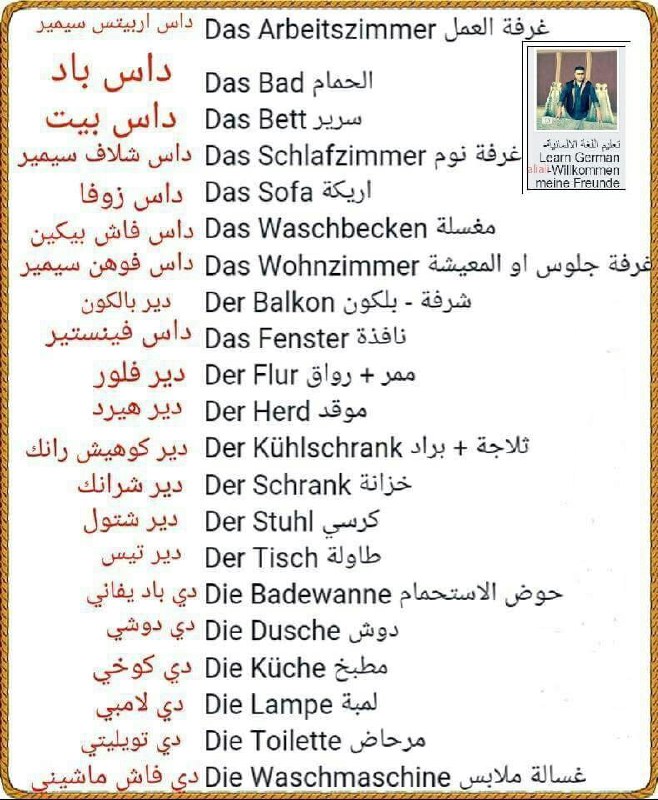 داس اربيتس سيمير Das Arbeitszimmer غرفة العمل
داس باد Das Bad الحمام
داس بيت Das Bett سرير
داس شلاف سيمير Das Schlafzimmer غرفة نوم
داس زوفا Das Sofa اريكة
داس فاش بيكين Das Waschbecken مغسلة
داس فوهن سيمير Das Wohnzimmer غرفة جلوس او المعيشة
دير بالكون Der Balkon شرفة - بلكون
داس فينستير Das Fenster نافذة
دير فلور Der Flur ممر + رواق
دير هيرد Der Herd موقد
دير كوهيش رانك Der Kühlschrank ثلاجة + براد
دير شرانك Der Schrank خزانة
دير شتول Der Stuhl كرسي
دير تيس Der Tisch طاولة
دي باد يفاني Die Badewanne حوض الاستحمام
دي دوشي Die Dusche دوش
دي كوخي Die Küche مطبخ
دي لامبي Die Lampe لمبة
دي تويليتي Die Toilette مرحاض
دي فاش ماشيني Die Waschmaschine غسالة ملابس
تعليم اللغة الالمانية-
Learn German
-Willkommen
meine Freunde